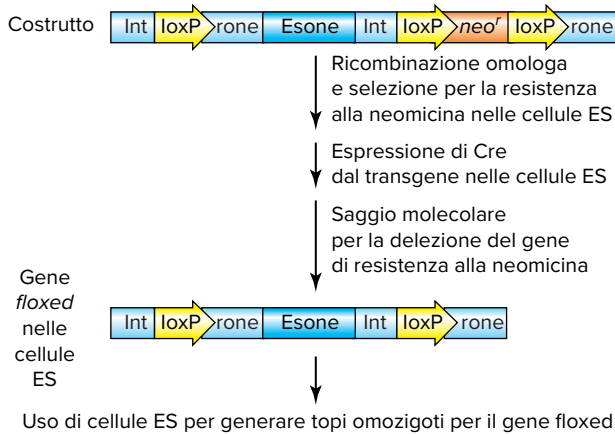 Costrutto
Int loxP rone Esone Int loxP neoʳ loxP rone
Ricombinazione omologa
e selezione per la resistenza
alla neomicina nelle cellule ES
Espressione di Cre
dal transgene nelle cellule ES
Saggio molecolare
per la delezione del gene
di resistenza alla neomicina
Gene
floxed
nelle
cellule
ES
Int loxP rone Esone Int loxP rone
Uso di cellule ES per generare topi omozigoti per il gene floxed